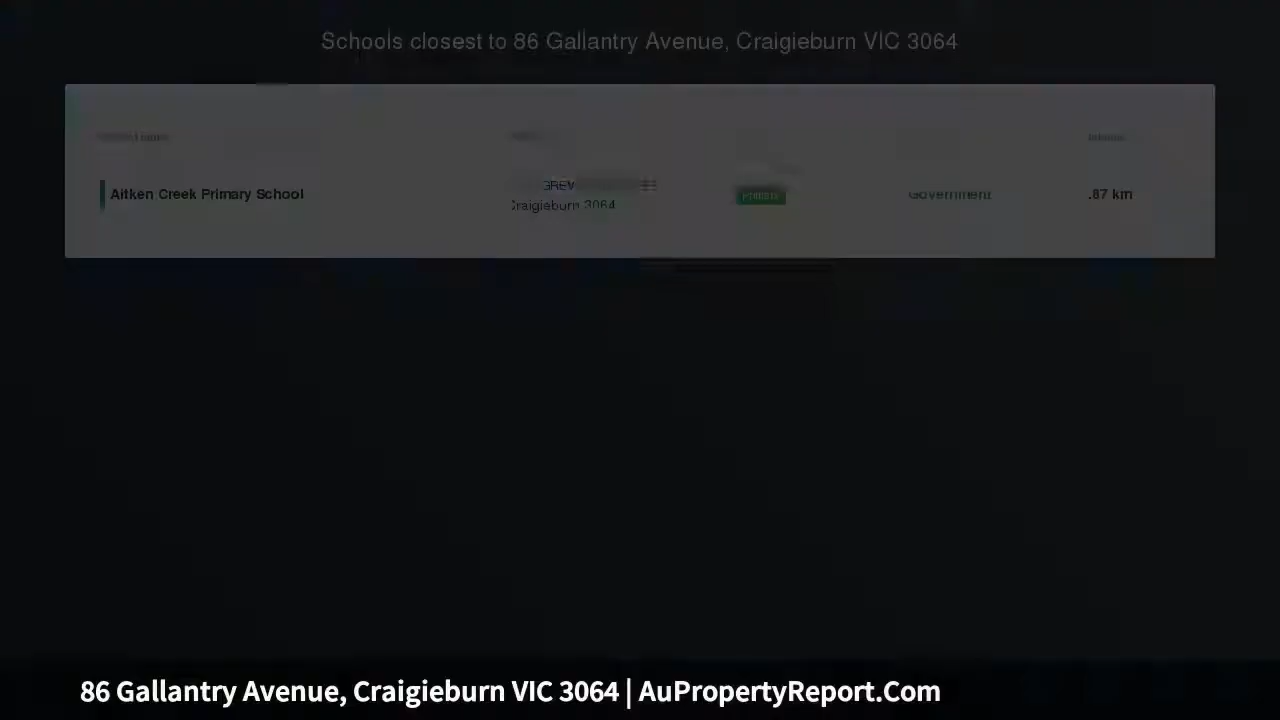 Schools closest to 86 Gallantry Avenue, Craigieburn VIC 3064
Aitken Creek Primary School
Craigieburn 3064
Primary
Government
.87 km
86 Gallantry Avenue, Craigieburn VIC 3064 | AuPropertyReport.Com